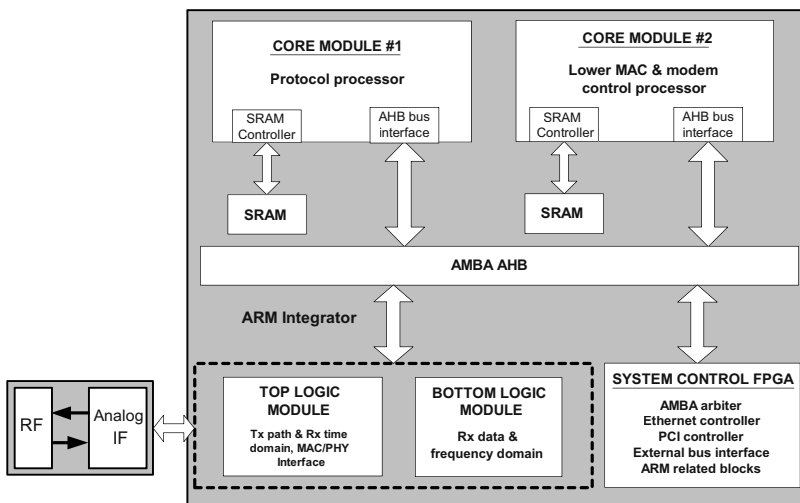 CORE MODULE #1
Protocol processor
SRAM
Controller
AHB bus
interface
CORE MODULE #2
Lower MAC & modem
control processor
SRAM
Controller
AHB bus
interface
SRAM
SRAM
AMBA AHB
ARM Integrator
RF
Analog
IF
TOP LOGIC
MODULE
Tx path & Rx time
domain, MAC/PHY
Interface
BOTTOM LOGIC
MODULE
Rx data &
frequency domain
SYSTEM CONTROL FPGA
AMBA arbiter
Ethernet controller
PCI controller
External bus interface
ARM related blocks